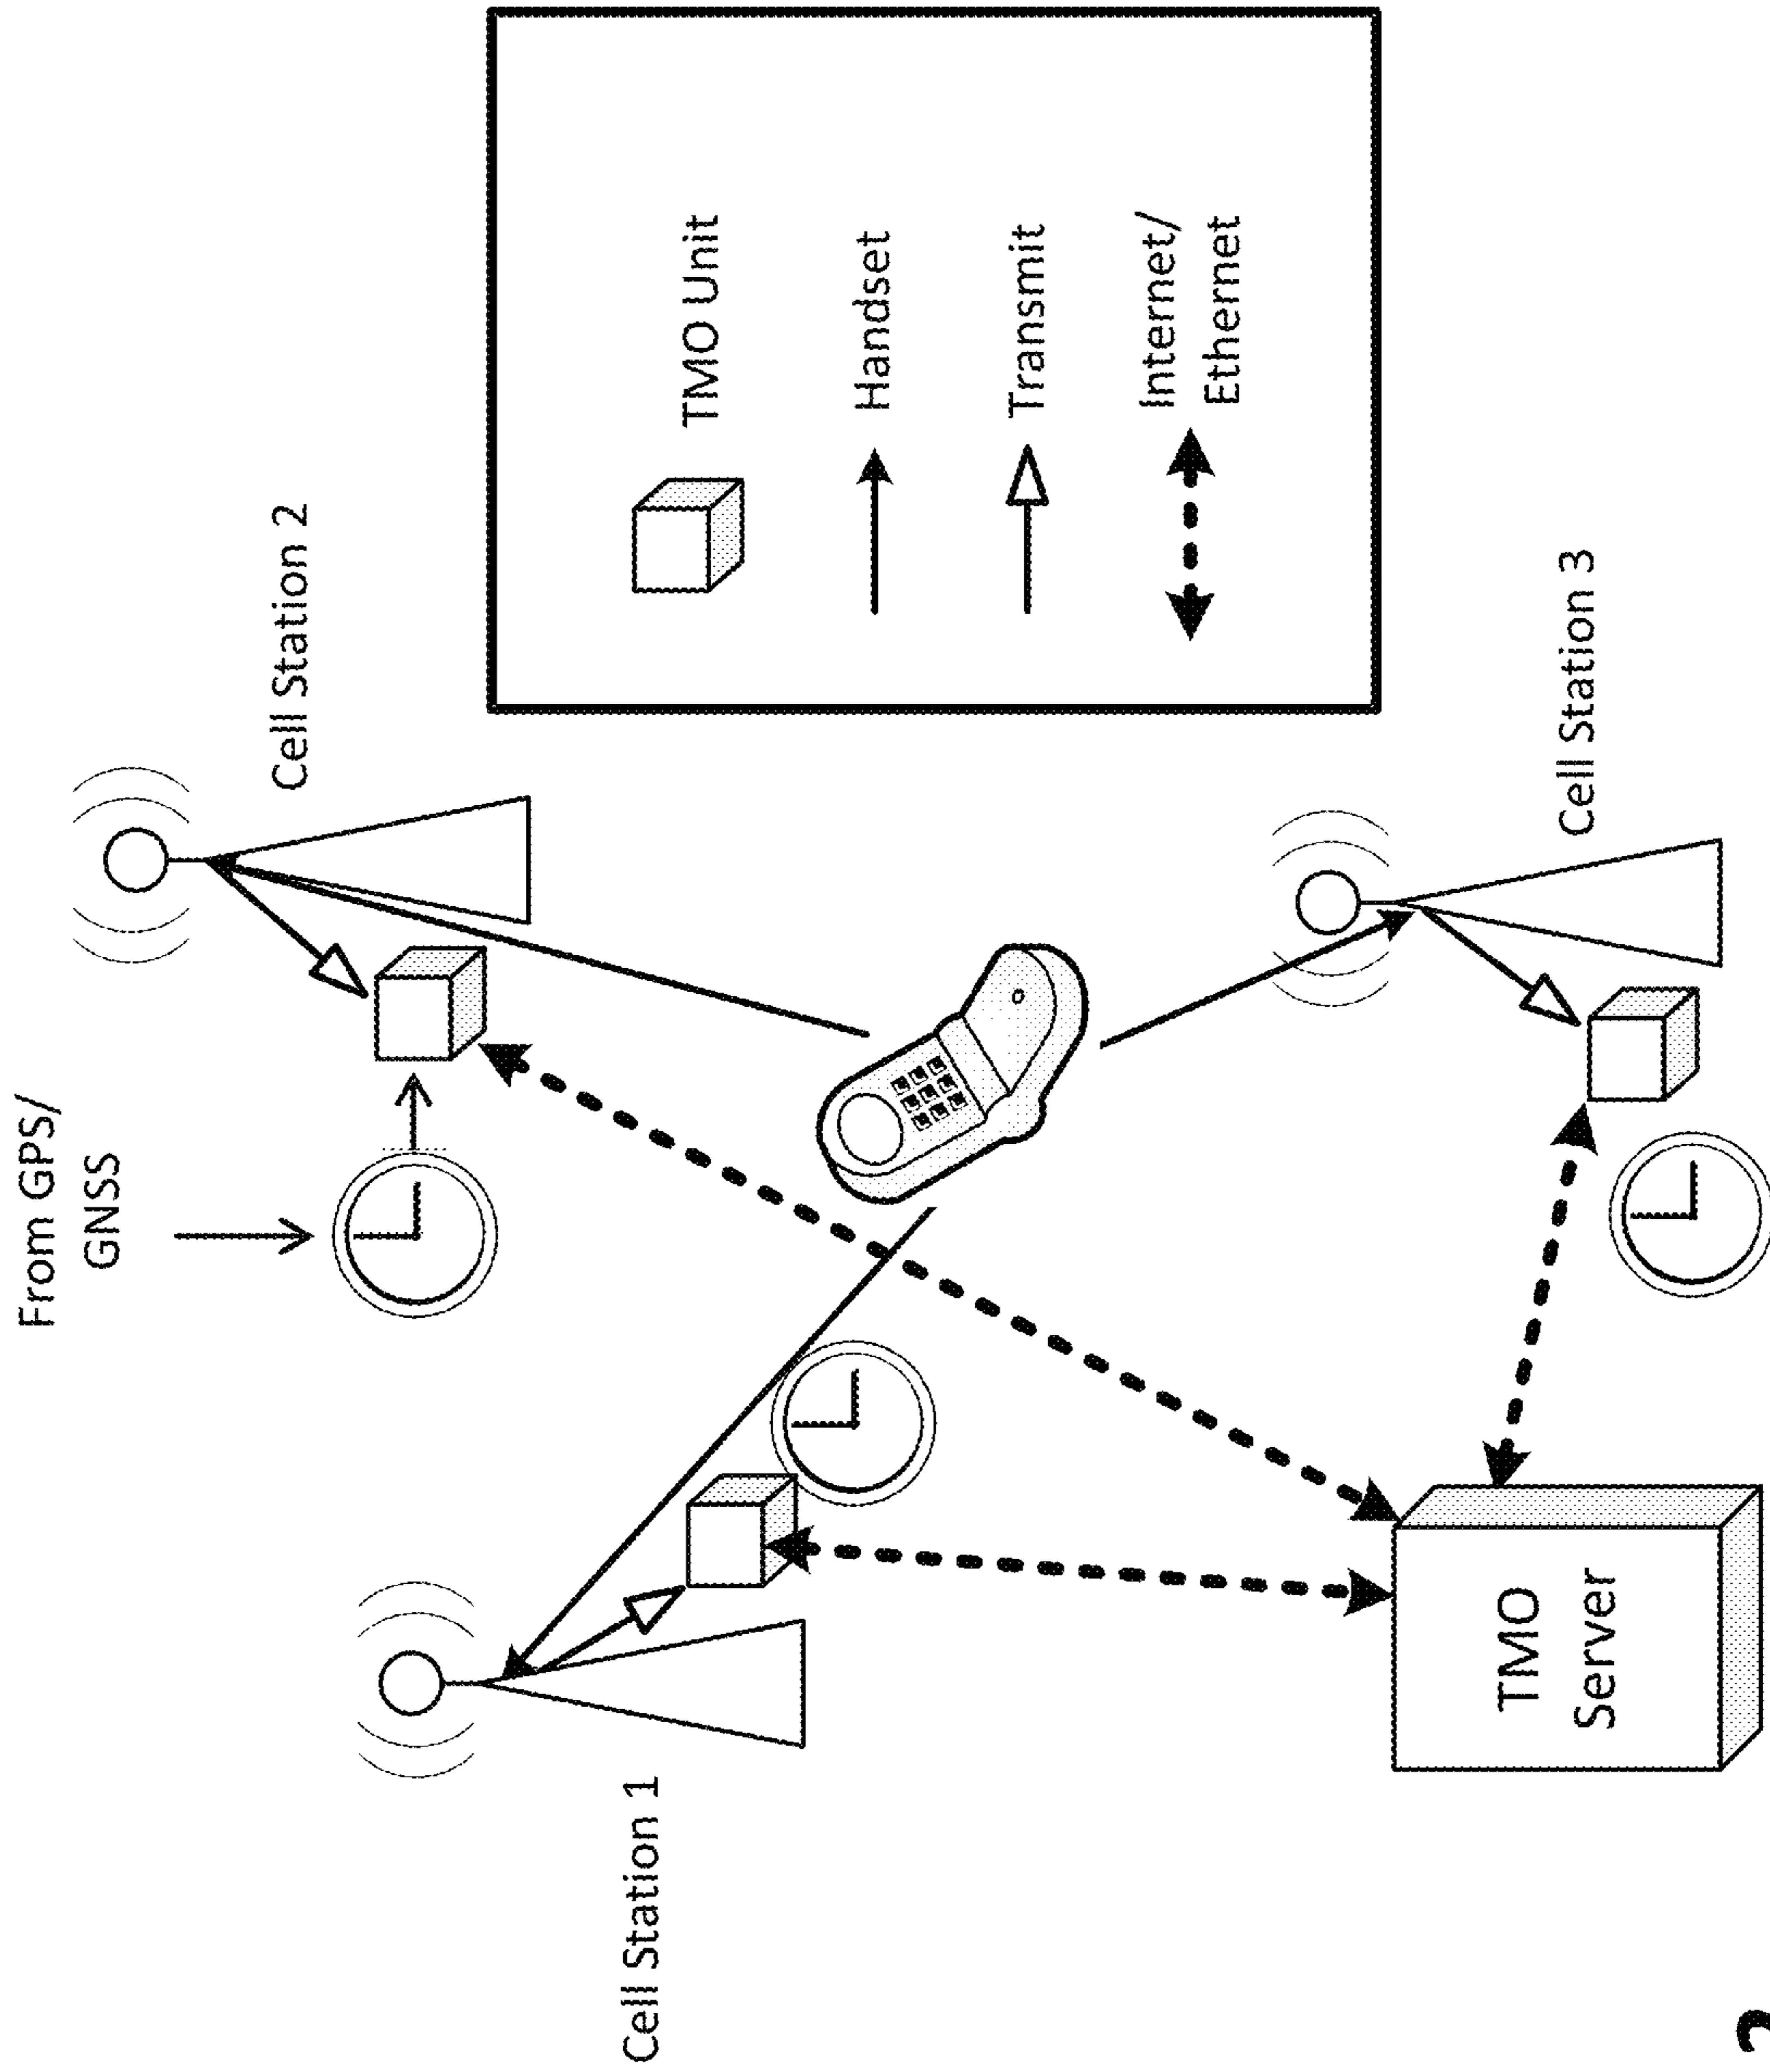 From GPS/
GNSS
Cell Station 2
Cell Station 1
TMO Unit
Handset
Transmit
Internet/
Ethernet
Cell Station 3
TMO
Server